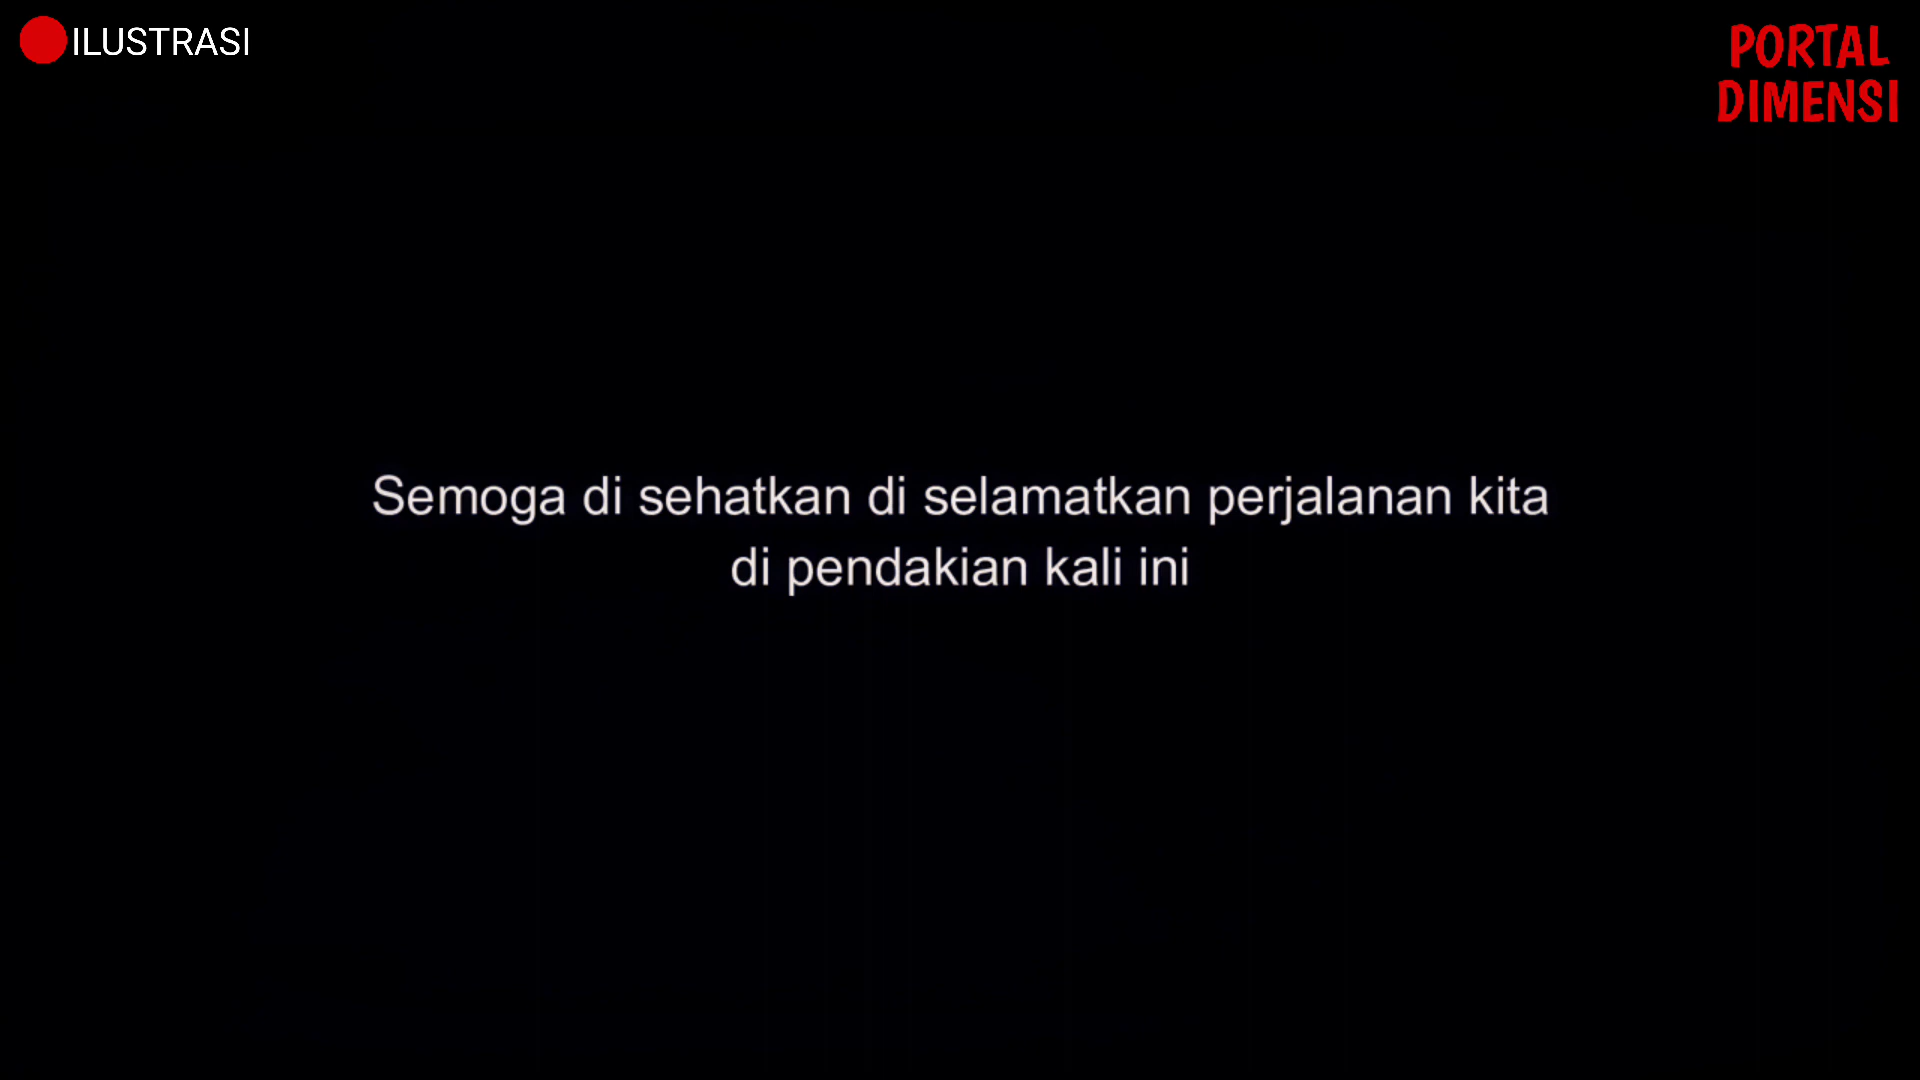 ILUSTRASI
PORTAL
DIMENSI
Semoga di sehatkan di selamatkan perjalanan kita
di pendakian kali ini